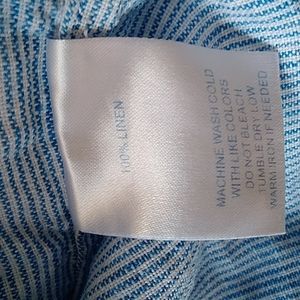 100% LINEN
MACHINE WASH COLD
WITH LIKE COLORS
DO NOT BLEACH
TUMBLE DRY LOW
WARM IRON IF NEEDED